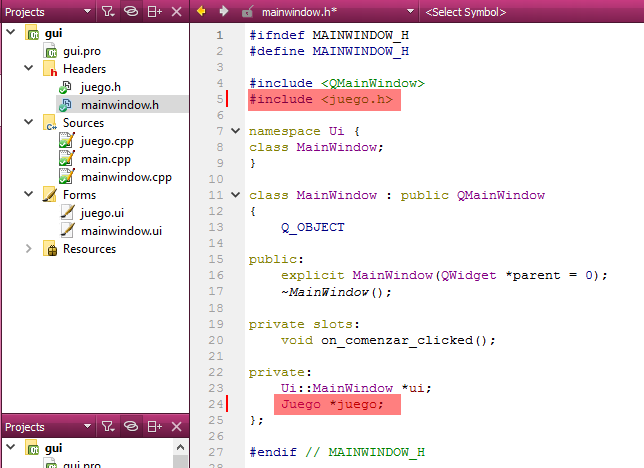 Projects
mainwindow.h*
<Select Symbol>
gui
gui.pro
Headers
juego.h
mainwindow.h
Sources
juego.cpp
main.cpp
mainwindow.cpp
Forms
juego.ui
mainwindow.ui
Resources
Projects
gui
gui.pro
1 #ifndef MAINWINDOW_H
2 #define MAINWINDOW_H
3
4 #include <QMainWindow>
5 #include <juego.h>
6
7 namespace Ui {
8 class MainWindow;
9 }
10
11 class MainWindow : public QMainWindow
12 {
13 Q_OBJECT
14
15 public:
16 explicit MainWindow(QWidget *parent = 0);
17 ~MainWindow();
18
19 private slots:
20 void on_comenzar_clicked();
21
22 private:
23 Ui::MainWindow *ui;
24 Juego *juego;
25 };
26
27 #endif // MAINWINDOW_H
28